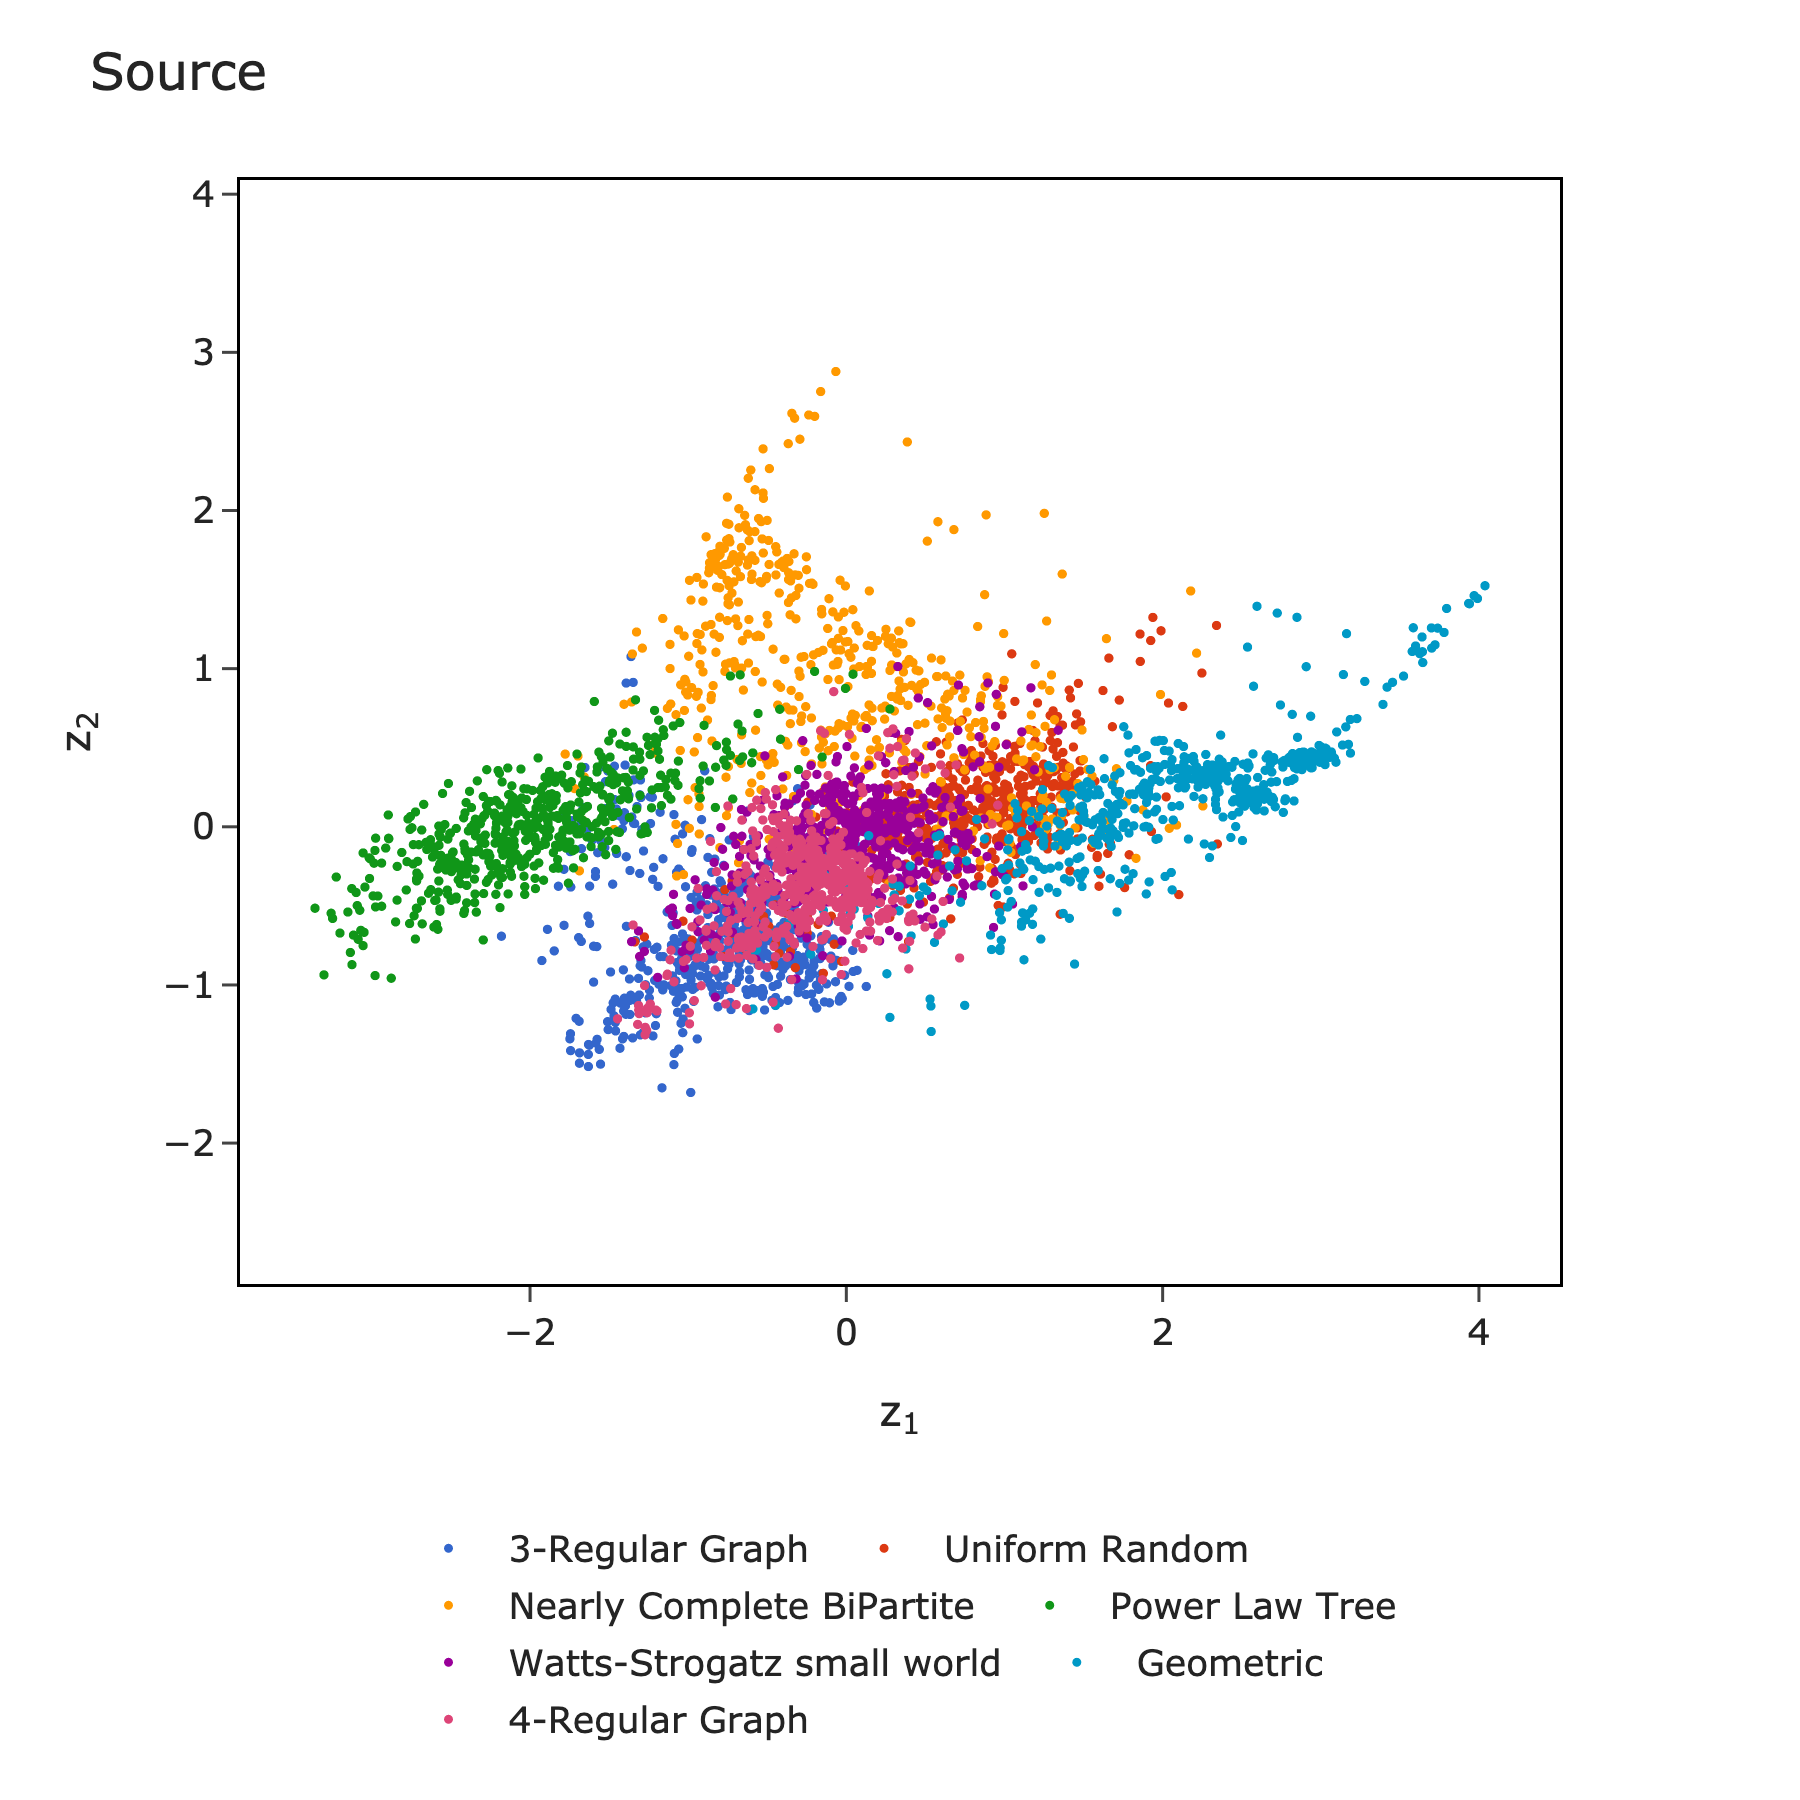 Source
4
3
2
1
0
−1
−2
z2
−2 0 2 4
z1
3-Regular Graph Uniform Random
Nearly Complete BiPartite Power Law Tree
Watts-Strogatz small world Geometric
4-Regular Graph